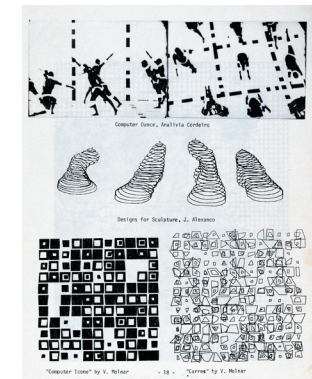 Computer Dance, Analivia Cordeiro
Designs for Sculpture, J. Alexanco
"Computer Icone" by V. Molnar
- 18 -
"Carres" by V. Molnar